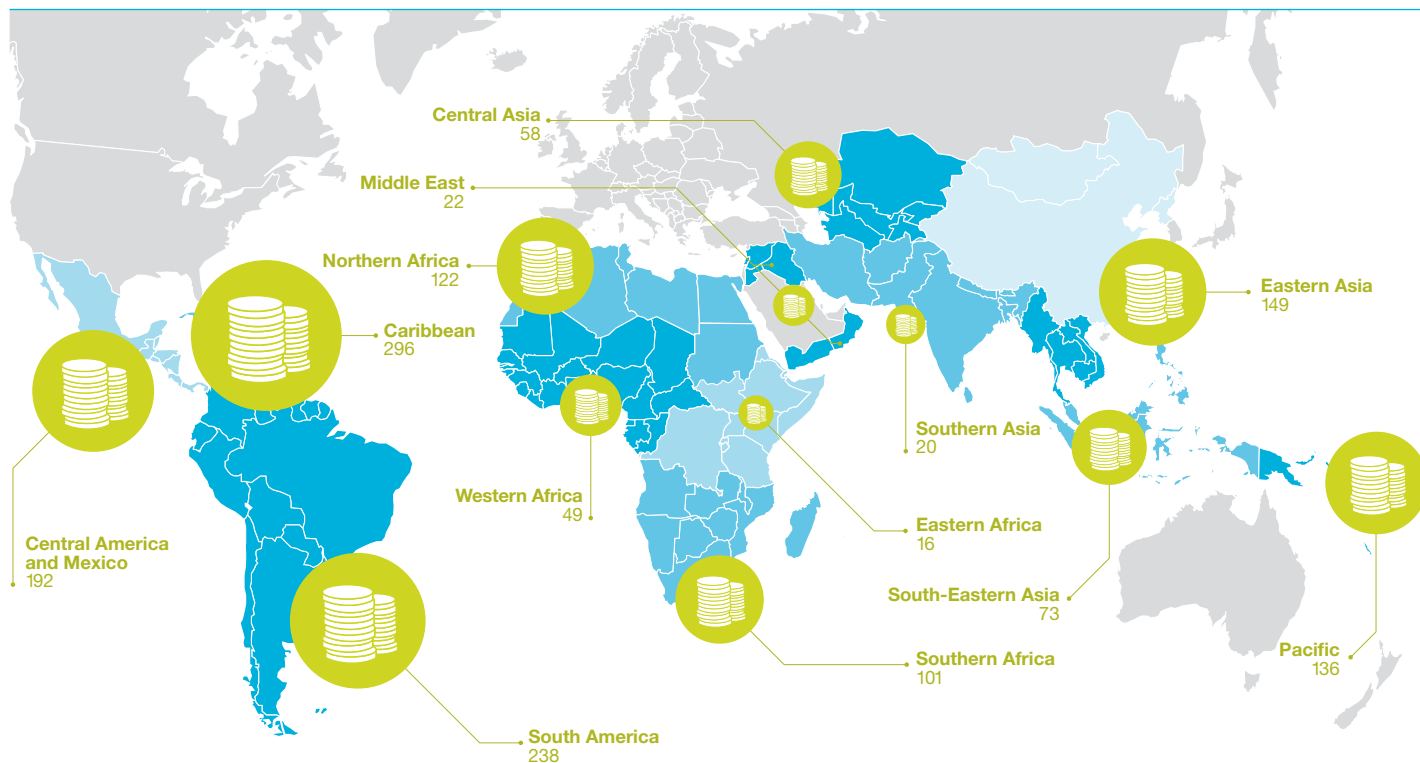 Central Asia
58
Middle East
22
Northern Africa
122
Caribbean
296
Eastern Asia
149
Southern Asia
20
Western Africa
49
Eastern Africa
16
Central America
and Mexico
192
South-Eastern Asia
73
Southern Africa
101
Pacific
136
South America
238